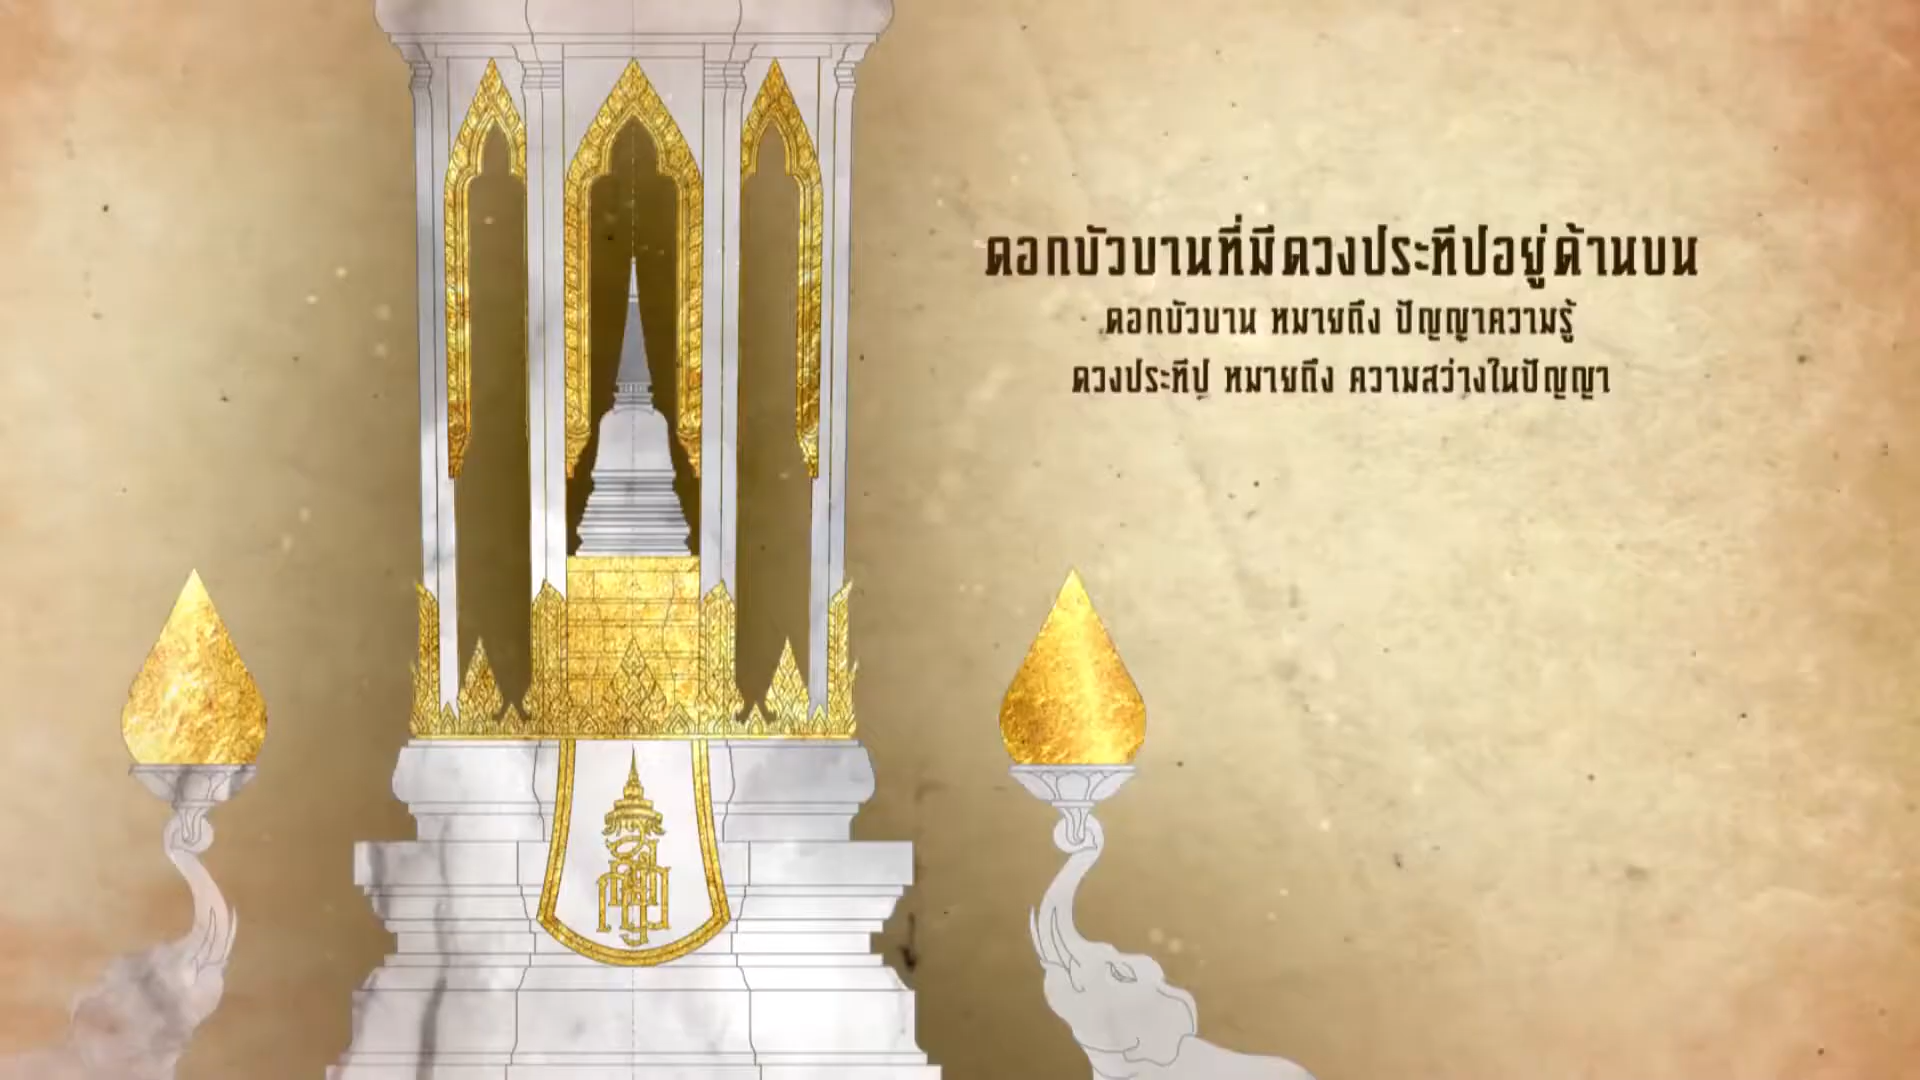 ดอกบัวบานที่มีดวงประทีปอยู่ด้านบน
ดอกบัวบาน หมายถึง ปัญญาความรู้
ดวงประทีป หมายถึง ความสว่างในปัญญา